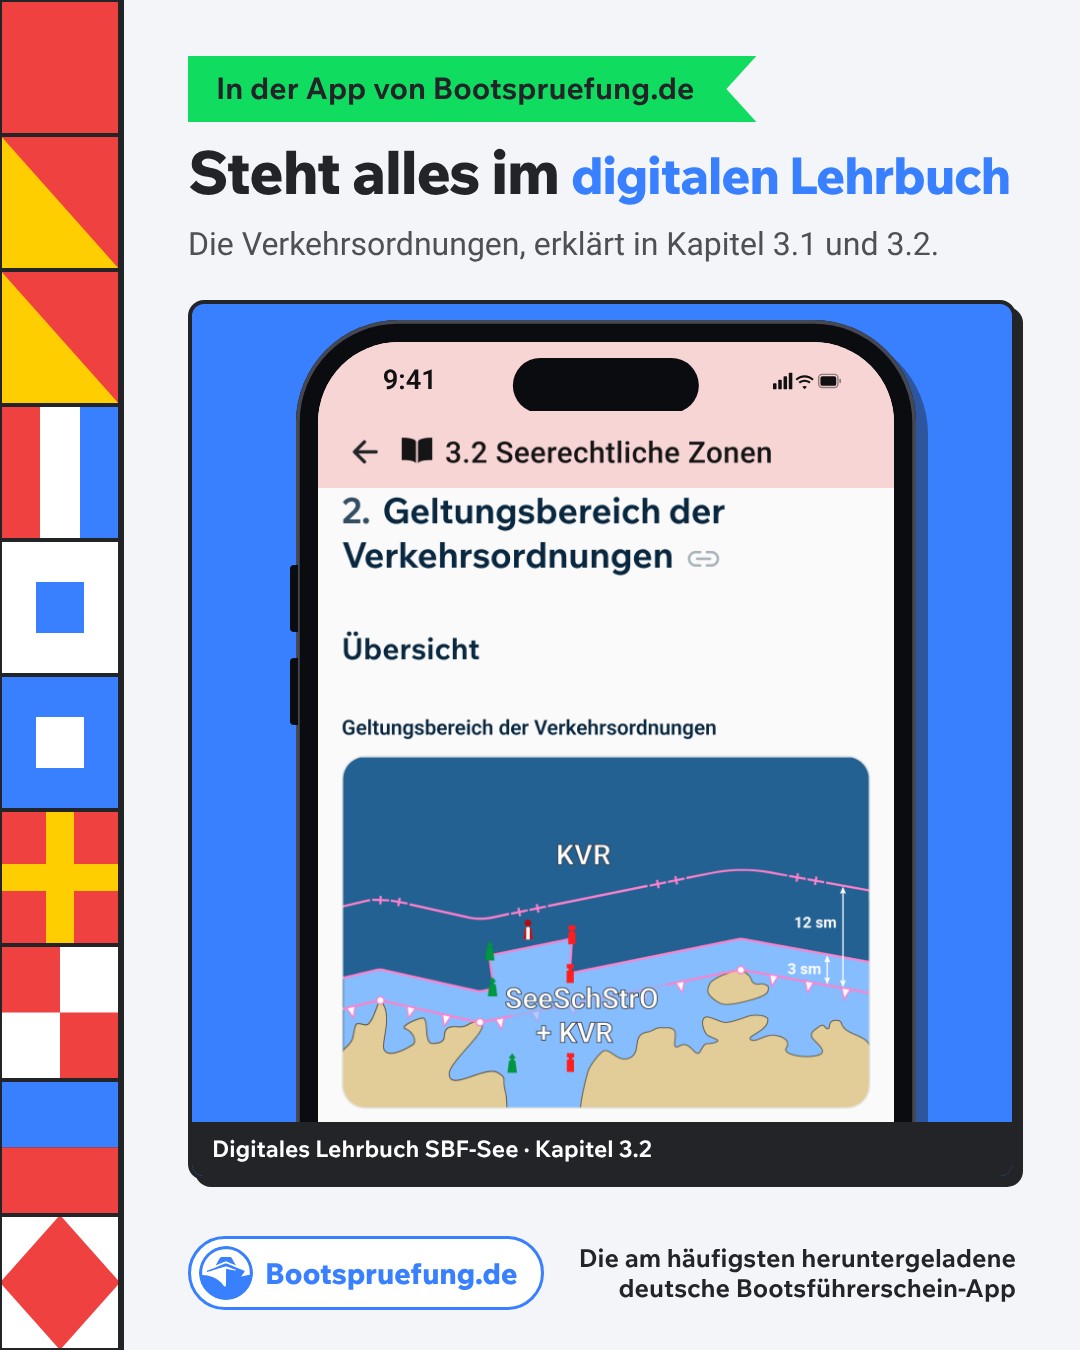 In der App von Bootspruefung.de
Steht alles im digitalen Lehrbuch
Die Verkehrsordnungen, erklärt in Kapitel 3.1 und 3.2.
9:41
3.2 Seerechtliche Zonen
2. Geltungsbereich der
Verkehrsordnungen
Übersicht
Geltungsbereich der Verkehrsordnungen
KVR
12 sm
3 sm
SeeSchStrO
+ KVR
Digitales Lehrbuch SBF-See · Kapitel 3.2
Bootspruefung.de
Die am häufigsten heruntergeladene
deutsche Bootsführerschein-App